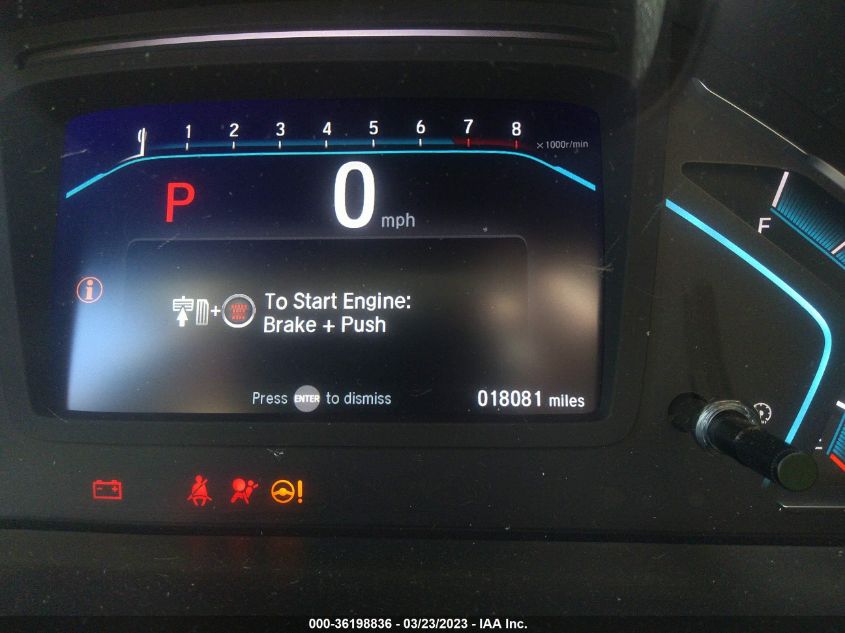 0 1 2 3 4 5 6 7 8 ×1000r/min
P 0 mph
F
i
+ To Start Engine:
Brake + Push
Press ENTER to dismiss 018081 miles
!
000-36198836 - 03/23/2023 - IAA Inc.